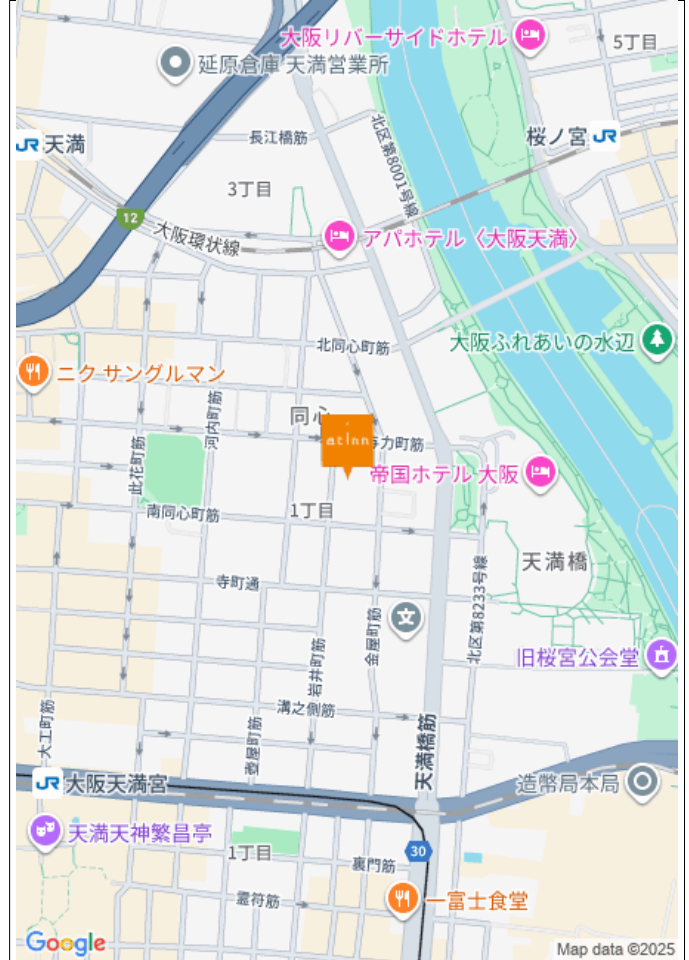 大阪リバーサイドホテル
5丁目
延原倉庫 天満営業所
長江橋筋
北区第8001号線
桜ノ宮
JR
JR
天満
3丁目
12
大阪環状線
アパホテル〈大阪天満〉
北同心町筋
大阪ふれあいの水辺
ニク サングルマン
河内町筋
同心
at inn
与力町筋
此花町筋
帝国ホテル 大阪
1丁目
南同心町筋
天満橋
寺町通
北区第8233号線
文
金屋町筋
旧桜宮公会堂
岩井町筋
溝之側筋
大工町筋
壺屋町筋
天満橋筋
JR
大阪天満宮
造幣局本局
天満天神繁昌亭
1丁目
30
裏門筋
霊符筋
一富士食堂
Google
Map data ©2025